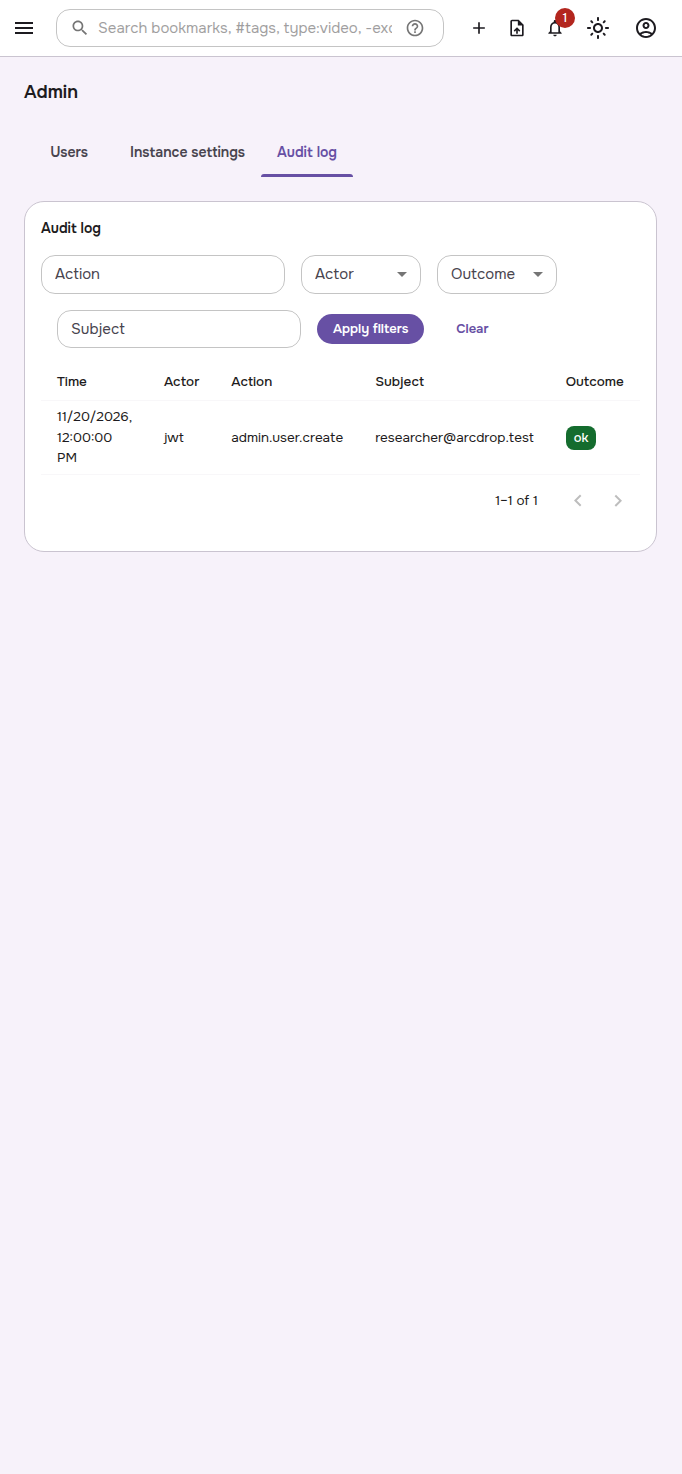 Search bookmarks, #tags, type:video, -exc
1
Admin
Users Instance settings Audit log
Audit log
Action Actor Outcome
Subject Apply filters Clear
Time Actor Action Subject Outcome
11/20/2026,
12:00:00 jwt admin.user.create researcher@arcdrop.test ok
PM
1–1 of 1